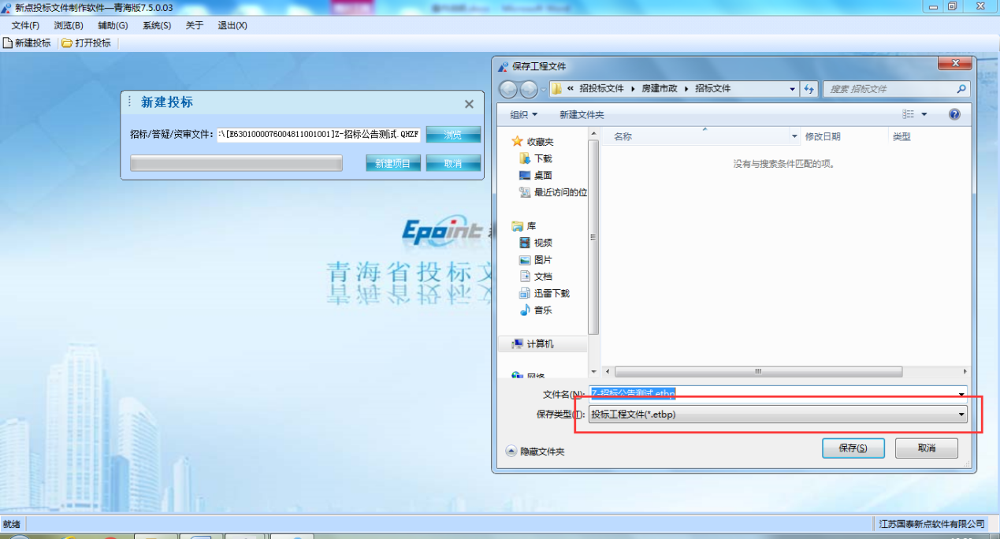 新点投标文件制作软件—青海版7.5.0.03
文件(F) 浏览(B) 辅助(G) 系统(S) 关于 退出(X)
新建投标 打开投标
新建投标
招标/答疑/资审文件: :\[E6301000076004811001001]Z-招标公告测试.QHZF 浏览
新建项目 取消
Epoint
青海省投标文
保存工程文件
« 招投标文件 房建市政 招标文件 搜索 招标文件
组织 新建文件夹
名称 修改日期 类型
没有与搜索条件匹配的项。
收藏夹
下载
桌面
最近访问的位
库
视频
图片
文档
迅雷下载
音乐
计算机
网络
文件名(N): Z-招标公告测试.etbp
保存类型(T): 投标工程文件(*.etbp)
隐藏文件夹 保存(S) 取消
就绪 江苏国泰新点软件有限公司